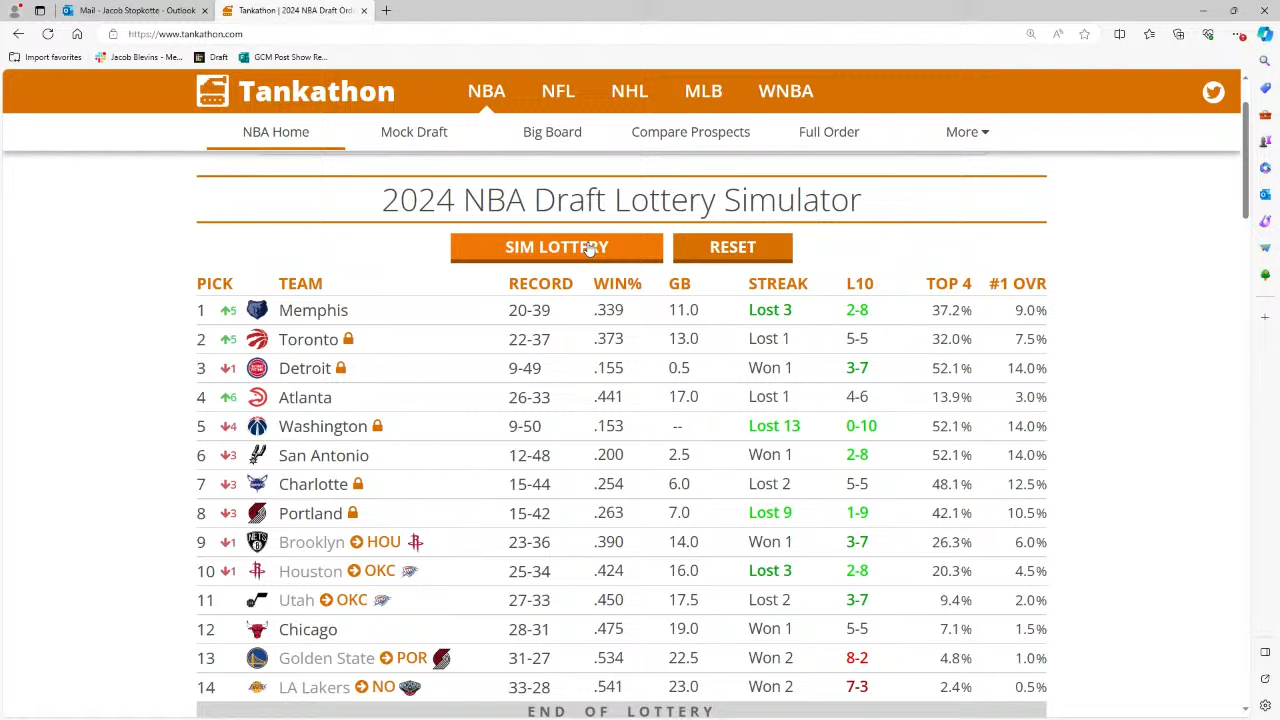 Mail - Jacob Stopkotte - Outlook
Tankathon | 2024 NBA Draft Orde
https://www.tankathon.com
Import favorites
Jacob Blevins - Me...
Draft
GCM Post Show Re...
Tankathon NBA NFL NHL MLB WNBA
NBA Home Mock Draft Big Board Compare Prospects Full Order More
2024 NBA Draft Lottery Simulator
SIM LOTTERY RESET
PICK TEAM RECORD WIN% GB STREAK L10 TOP 4 #1 OVR
1 5 Memphis 20-39 .339 11.0 Lost 3 2-8 37.2% 9.0%
2 5 Toronto 22-37 .373 13.0 Lost 1 5-5 32.0% 7.5%
3 1 Detroit 9-49 .155 0.5 Won 1 3-7 52.1% 14.0%
4 6 Atlanta 26-33 .441 17.0 Lost 1 4-6 13.9% 3.0%
5 4 Washington 9-50 .153 -- Lost 13 0-10 52.1% 14.0%
6 3 San Antonio 12-48 .200 2.5 Won 1 2-8 52.1% 14.0%
7 3 Charlotte 15-44 .254 6.0 Lost 2 5-5 48.1% 12.5%
8 3 Portland 15-42 .263 7.0 Lost 9 1-9 42.1% 10.5%
9 1 Brooklyn HOU 23-36 .390 14.0 Won 1 3-7 26.3% 6.0%
10 1 Houston OKC 25-34 .424 16.0 Lost 3 2-8 20.3% 4.5%
11 Utah OKC 27-33 .450 17.5 Lost 2 3-7 9.4% 2.0%
12 Chicago 28-31 .475 19.0 Won 1 5-5 7.1% 1.5%
13 Golden State POR 31-27 .534 22.5 Won 2 8-2 4.8% 1.0%
14 LA Lakers NO 33-28 .541 23.0 Won 2 7-3 2.4% 0.5%
END OF LOTTERY